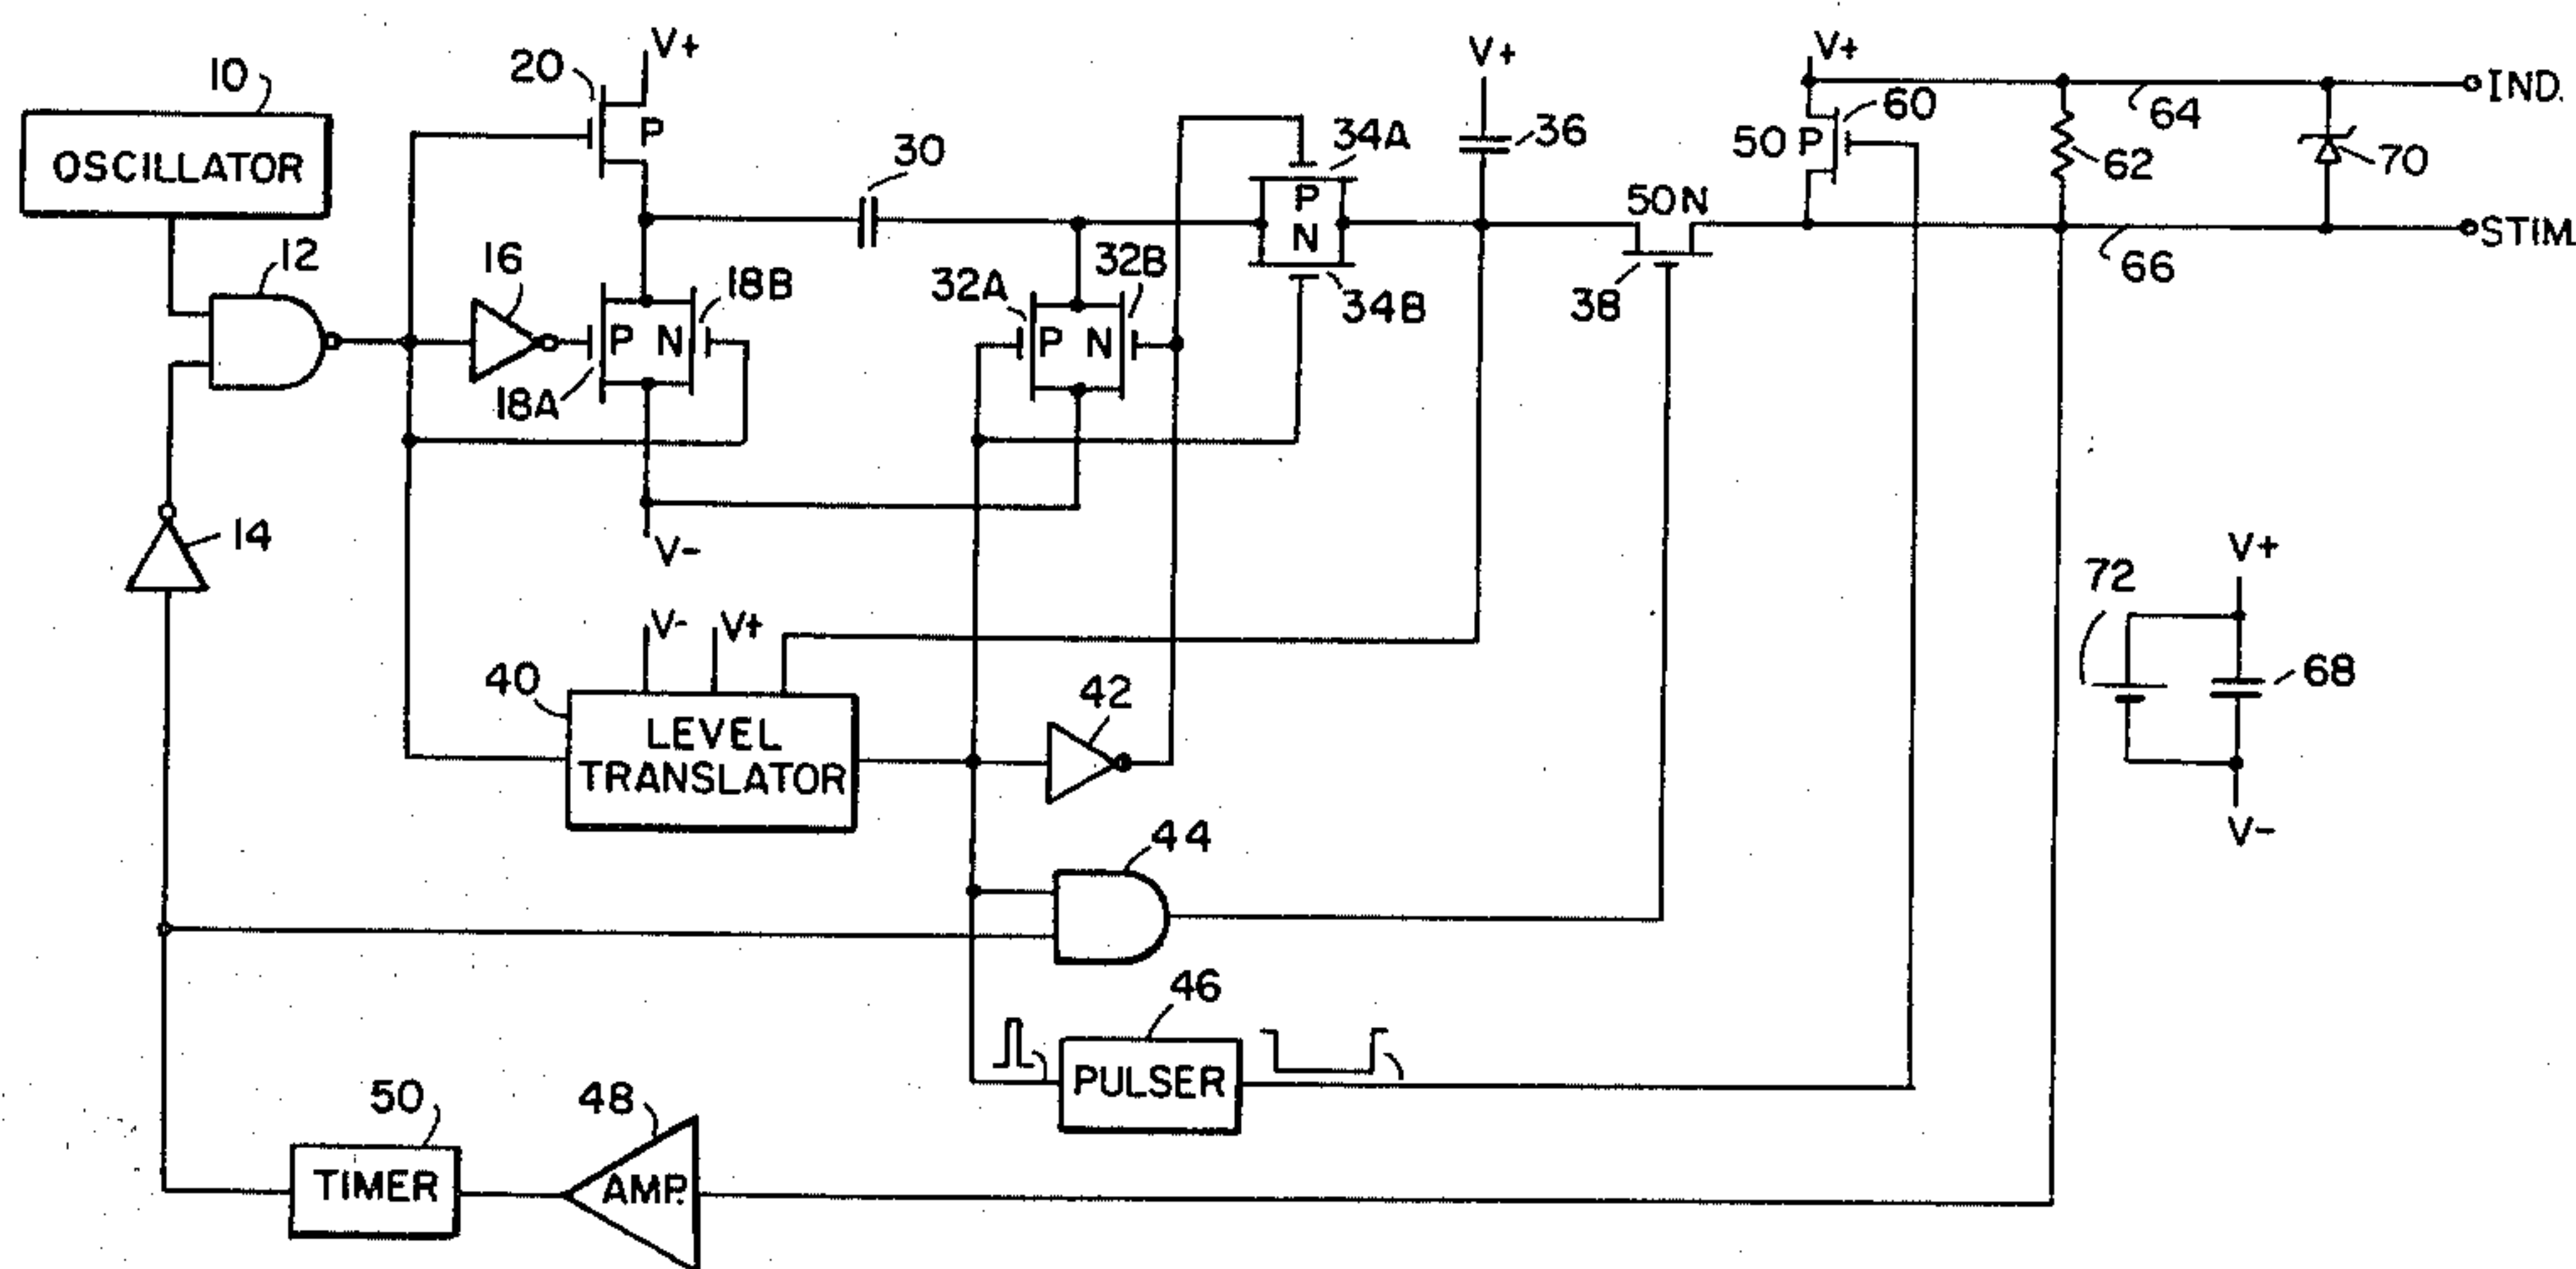 V+
20
10
V+
V+
IND.
60
64
P
34A
36
50 P
OSCILLATOR
30
62
70
P
N
50N
STIM.
12
16
32A
32B
18B
66
34B
38
P N
P N
18A
14
V-
V+
72
V-
V+
40
42
68
LEVEL
TRANSLATOR
V-
44
46
PULSER
50
48
TIMER
AMP.